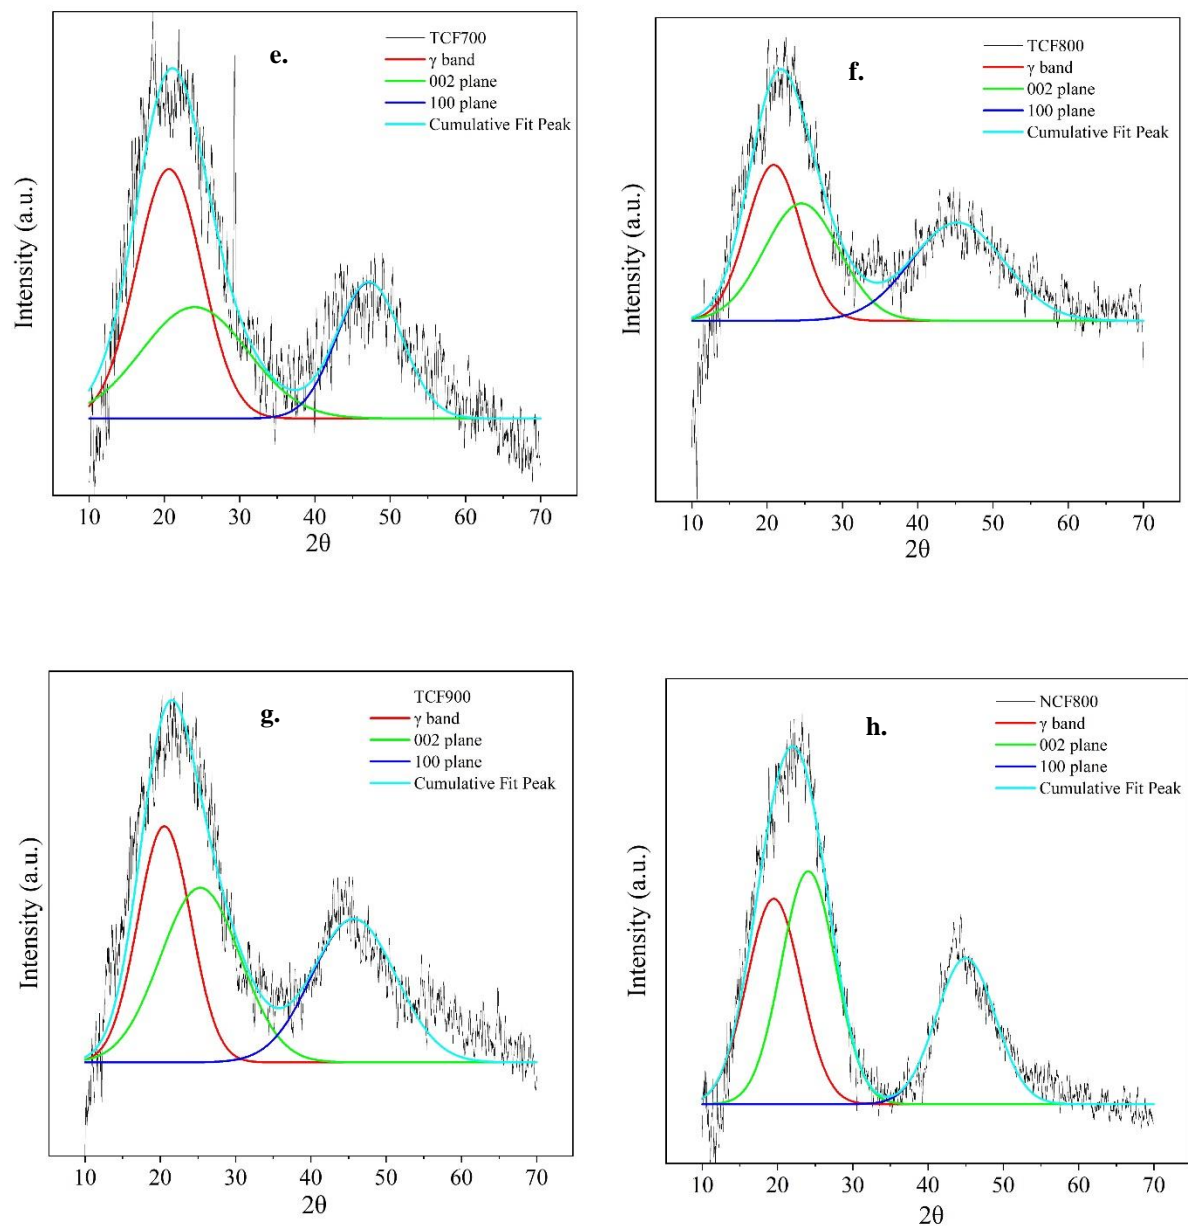 e.
TCF700
γ band
002 plane
100 plane
Cumulative Fit Peak
Intensity (a.u.)
10 20 30 40 50 60 70
2θ
f.
TCF800
γ band
002 plane
100 plane
Cumulative Fit Peak
Intensity (a.u.)
10 20 30 40 50 60 70
2θ
g.
TCF900
γ band
002 plane
100 plane
Cumulative Fit Peak
Intensity (a.u.)
10 20 30 40 50 60 70
2θ
h.
NCF800
γ band
002 plane
100 plane
Cumulative Fit Peak
Intensity (a.u.)
10 20 30 40 50 60 70
2θ